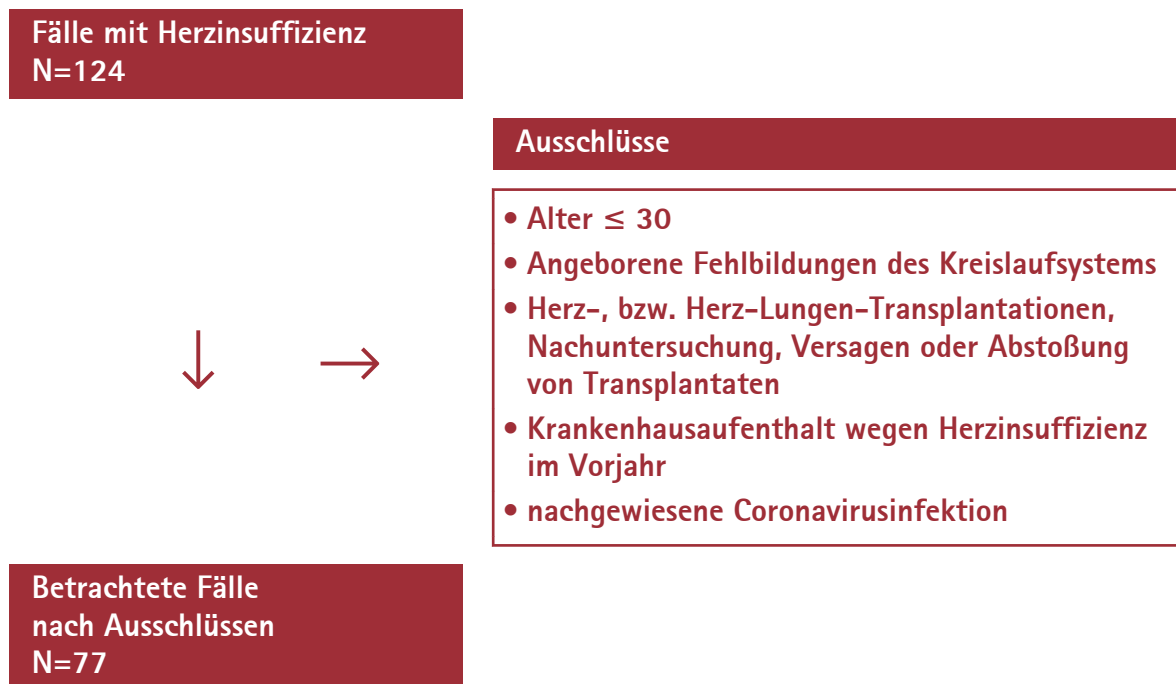 Fälle mit Herzinsuffizienz
N=124
Ausschlüsse
• Alter ≤ 30
• Angeborene Fehlbildungen des Kreislaufsystems
• Herz-, bzw. Herz-Lungen-Transplantationen,
Nachuntersuchung, Versagen oder Abstoßung
von Transplantaten
• Krankenhausaufenthalt wegen Herzinsuffizienz
im Vorjahr
• nachgewiesene Coronavirusinfektion
Betrachtete Fälle
nach Ausschlüssen
N=77